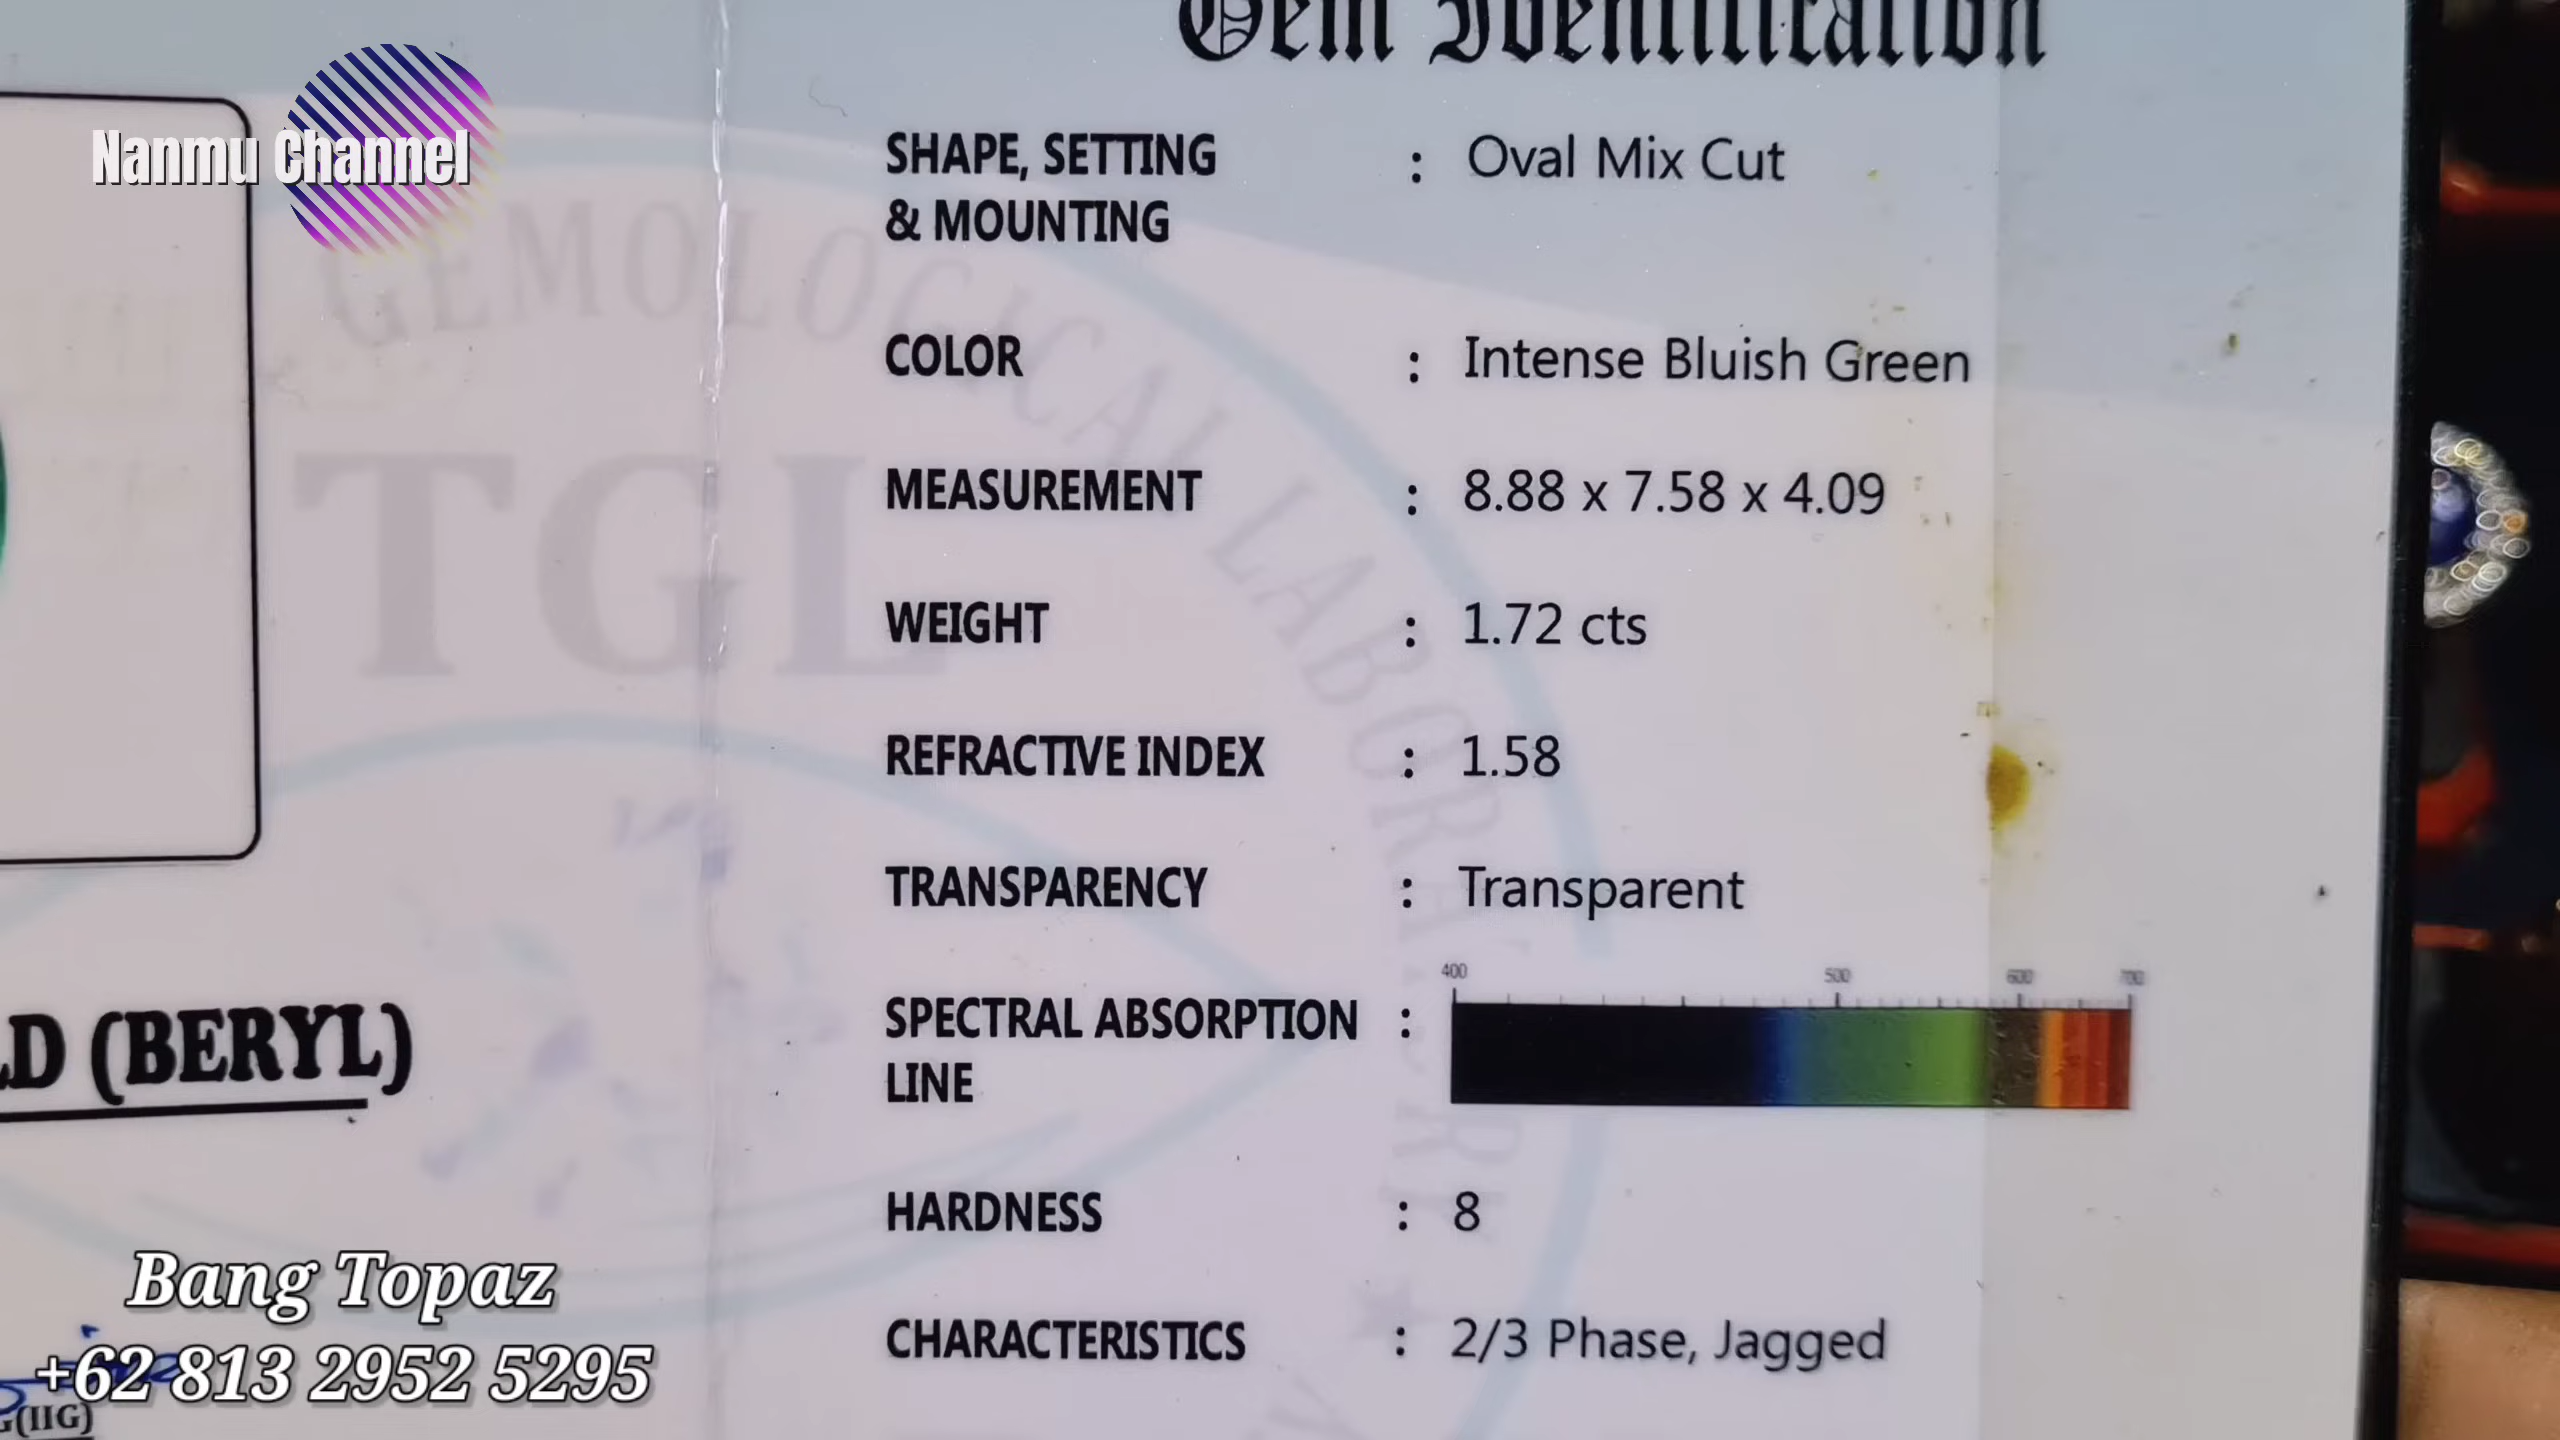 Gem Identification
Nanmu Channel
SHAPE, SETTING : Oval Mix Cut
& MOUNTING
GEMOLOGICAL LABORATORY
COLOR : Intense Bluish Green
TGL
MEASUREMENT : 8.88 x 7.58 x 4.09
WEIGHT : 1.72 cts
REFRACTIVE INDEX : 1.58
TRANSPARENCY : Transparent
400 500 600 700
SPECTRAL ABSORPTION :
LINE
LD (BERYL)
HARDNESS : 8
CHARACTERISTICS : 2/3 Phase, Jagged
Bang Topaz
+62 813 2952 5295
G(IIG)